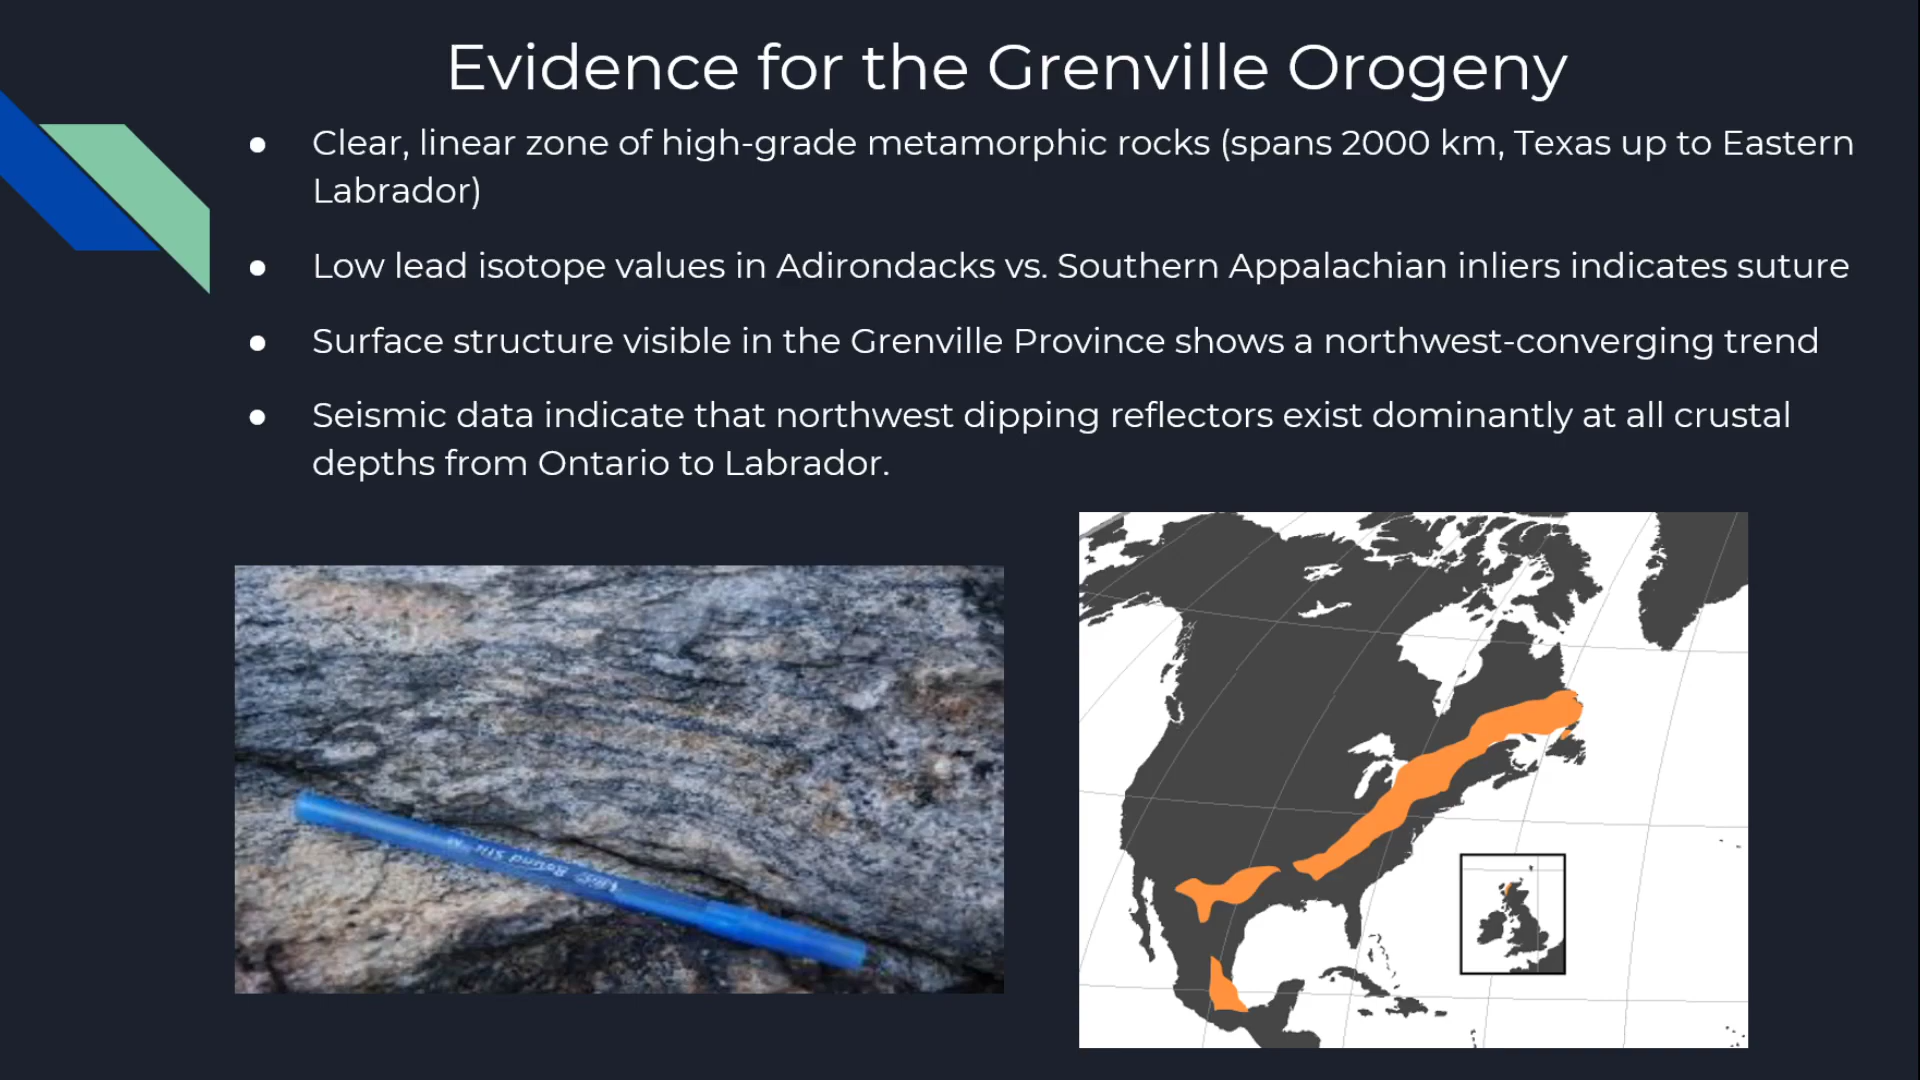 Evidence for the Grenville Orogeny
● Clear, linear zone of high-grade metamorphic rocks (spans 2000 km, Texas up to Eastern
Labrador)
● Low lead isotope values in Adirondacks vs. Southern Appalachian inliers indicates suture
● Surface structure visible in the Grenville Province shows a northwest-converging trend
● Seismic data indicate that northwest dipping reflectors exist dominantly at all crustal
depths from Ontario to Labrador.
BIC Round Stic M